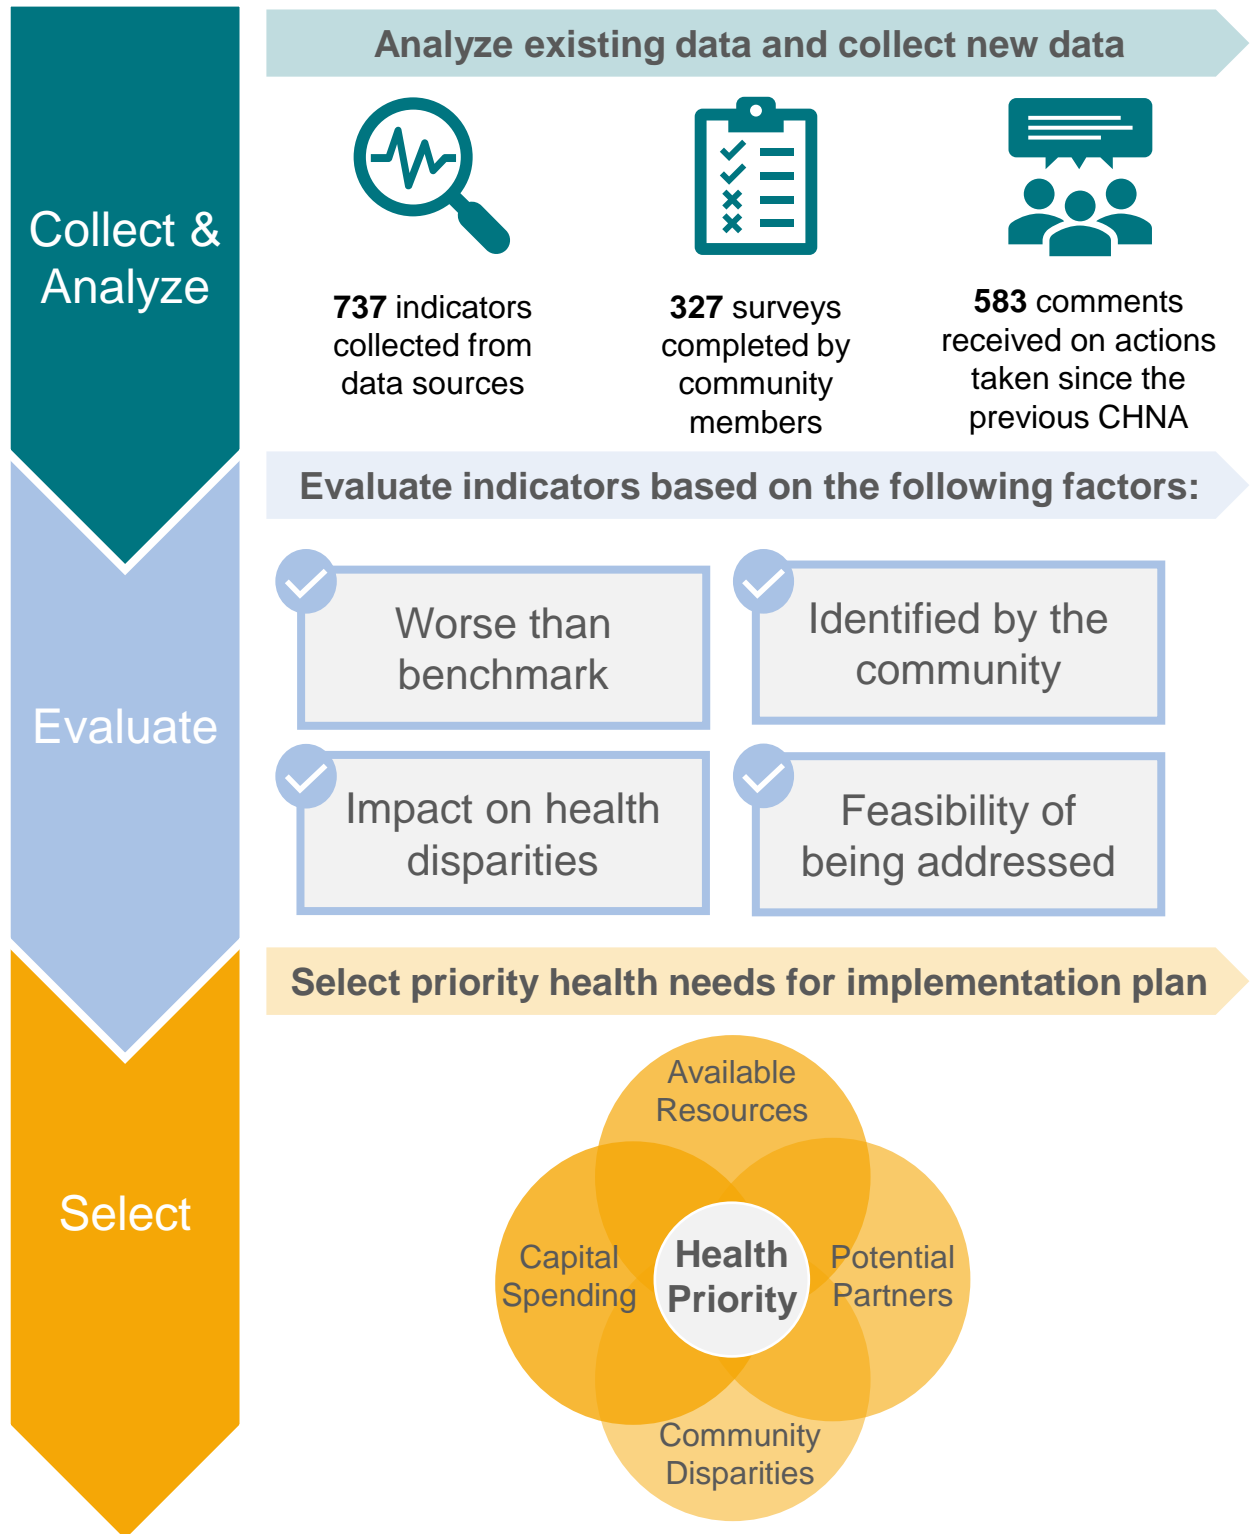 Analyze existing data and collect new data
Collect &
Analyze
737 indicators
collected from
data sources
327 surveys
completed by
community
members
583 comments
received on actions
taken since the
previous CHNA
Evaluate indicators based on the following factors:
Evaluate
Worse than
benchmark
Identified by the
community
Impact on health
disparities
Feasibility of
being addressed
Select priority health needs for implementation plan
Select
Available
Resources
Capital
Spending
Health
Priority
Potential
Partners
Community
Disparities